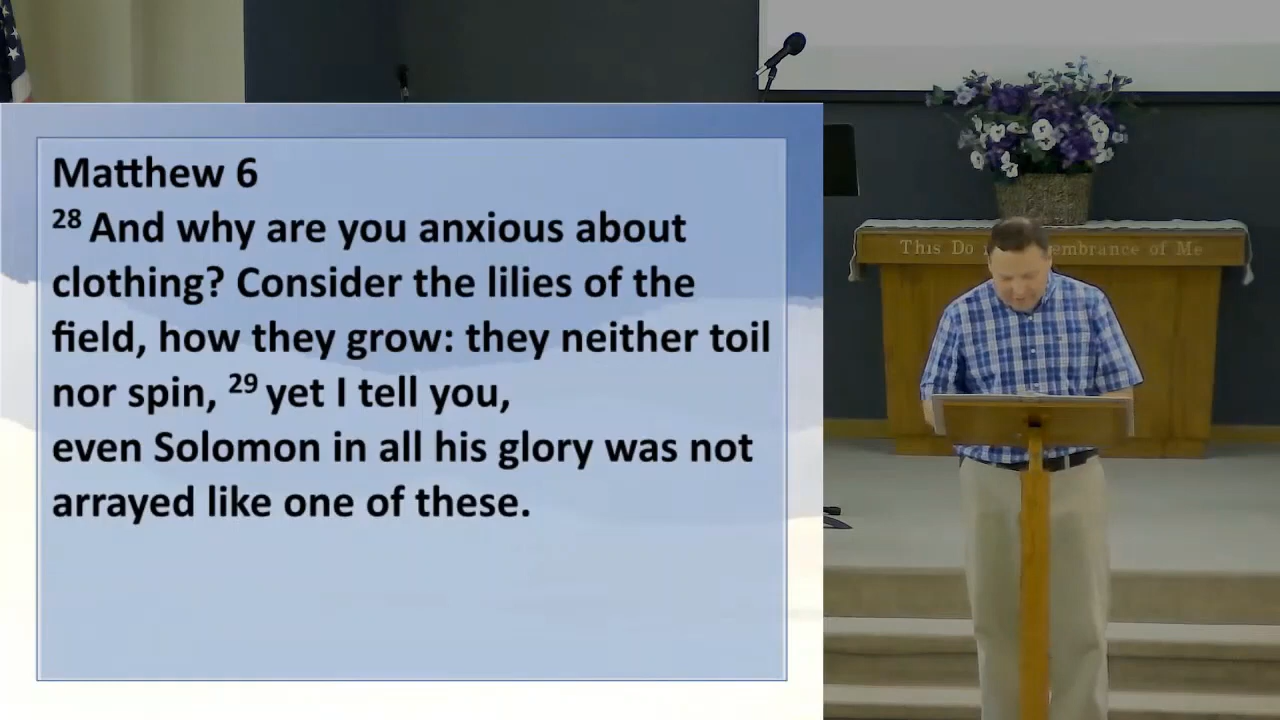 Matthew 6
28 And why are you anxious about
clothing? Consider the lilies of the
field, how they grow: they neither toil
nor spin, 29 yet I tell you,
even Solomon in all his glory was not
arrayed like one of these.
This Do embrance of Me